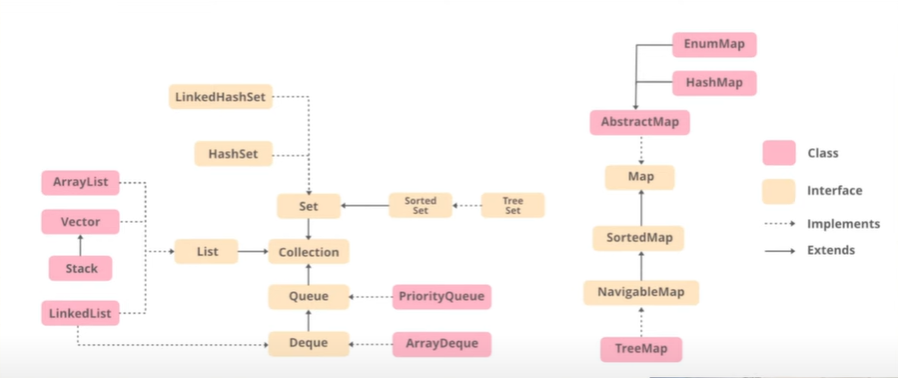 EnumMap
HashMap
LinkedHashSet
AbstractMap
HashSet
Class
ArrayList
Map
Interface
Vector
Set
Sorted
Set
Tree
Set
Implements
SortedMap
List
Collection
Extends
Stack
Queue
PriorityQueue
NavigableMap
LinkedList
Deque
ArrayDeque
TreeMap